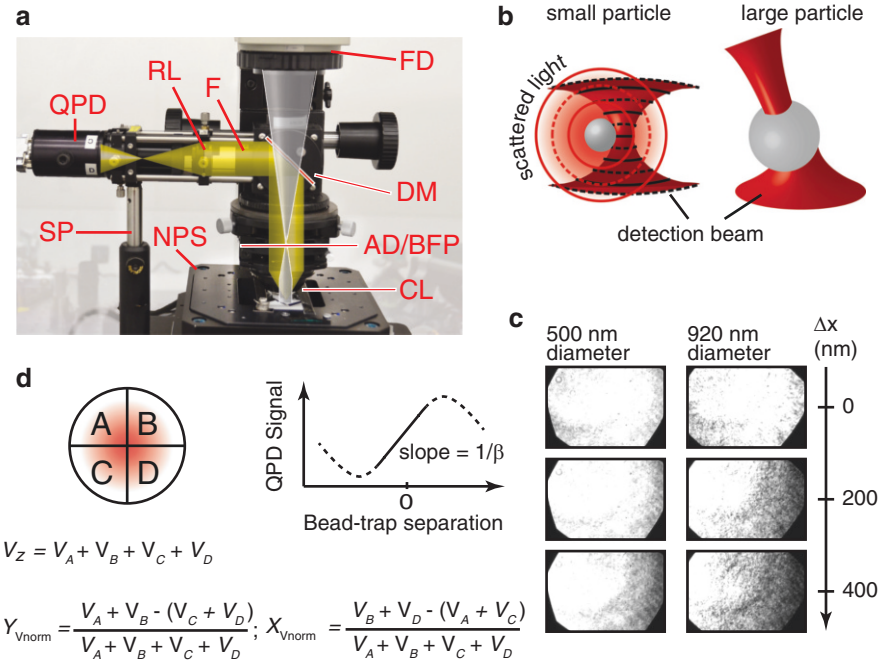 a
FD
RL
F
QPD
DM
SP
NPS
AD/BFP
CL
b
small particle
large particle
scattered light
detection beam
c
500 nm
diameter
920 nm
diameter
Δx
(nm)
0
200
400
d
A B
C D
QPD Signal
slope = 1/β
0
Bead-trap separation
V_Z = V_A + V_B + V_C + V_D
Y_Vnorm = (V_A + V_B - (V_C + V_D)) / (V_A + V_B + V_C + V_D) ; X_Vnorm = (V_B + V_D - (V_A + V_C)) / (V_A + V_B + V_C + V_D)